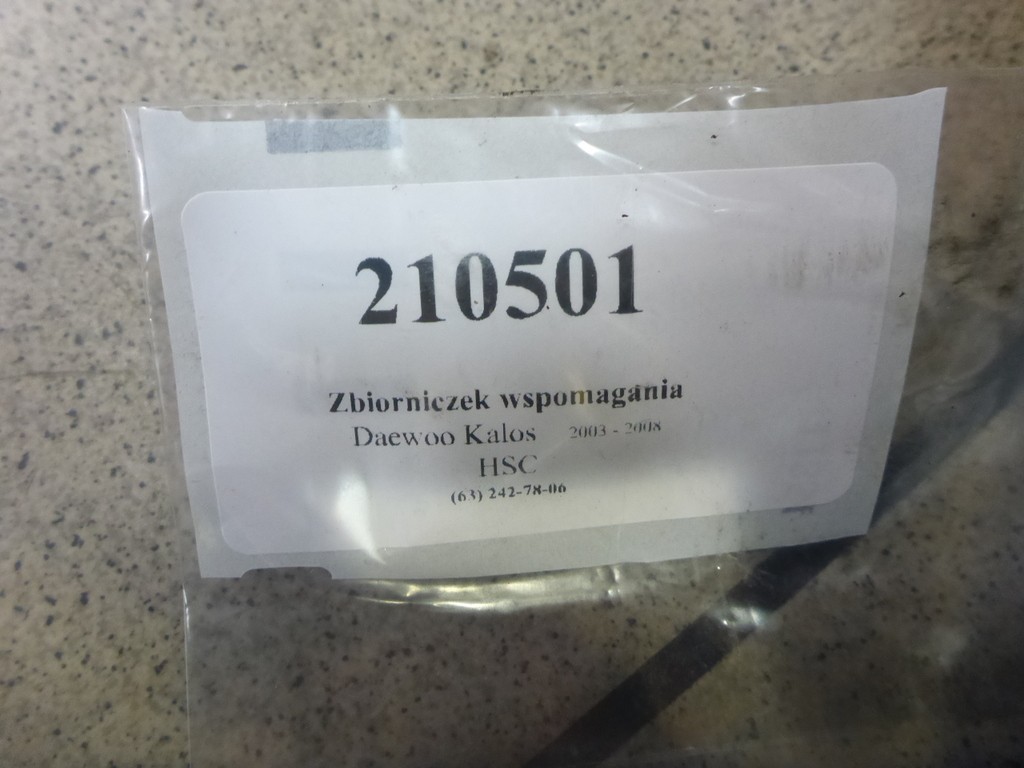 210501
Zbiorniczek wspomagania
Daewoo Kalos 2003 - 2008
HSC
(63) 242-78-06